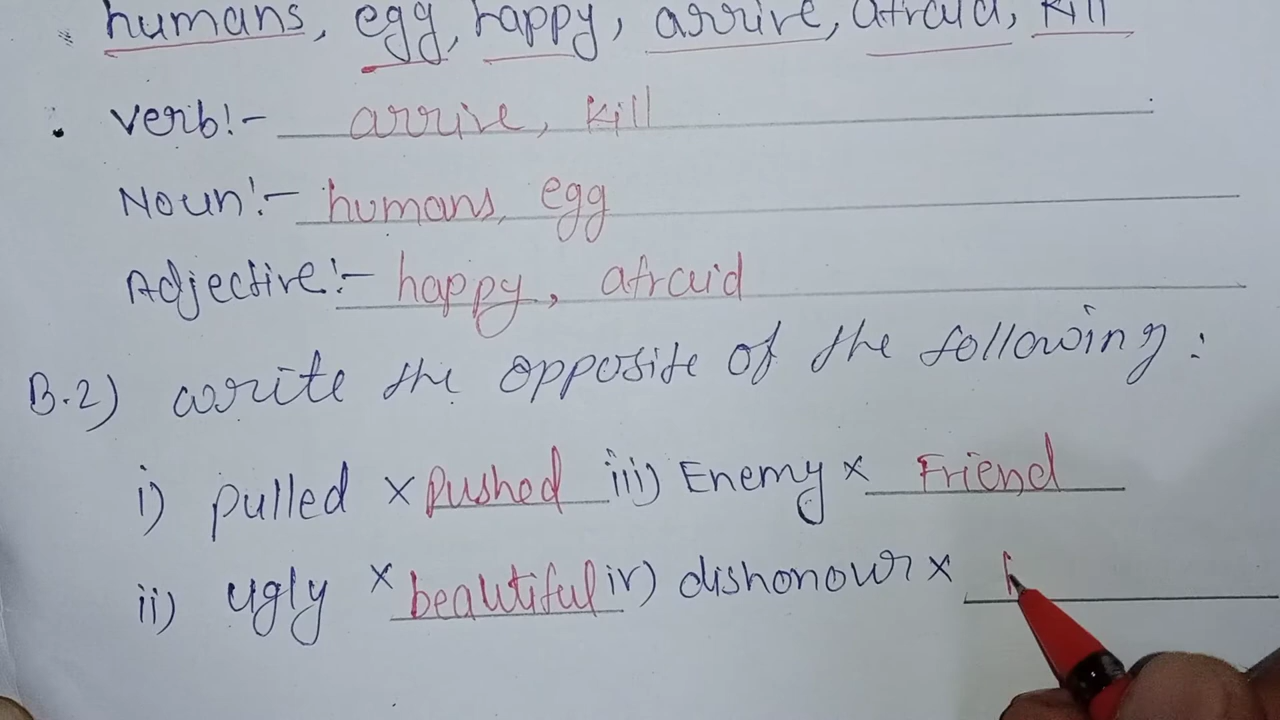 humans, egg, happy, arrive, afraid, kill
Verb:- arrive, kill
Noun:- humans, egg
Adjective:- happy, afraid
B.2) write the opposite of the following:
i) pulled × pushed iii) Enemy × Friend
ii) ugly × beautiful iv) dishonour ×